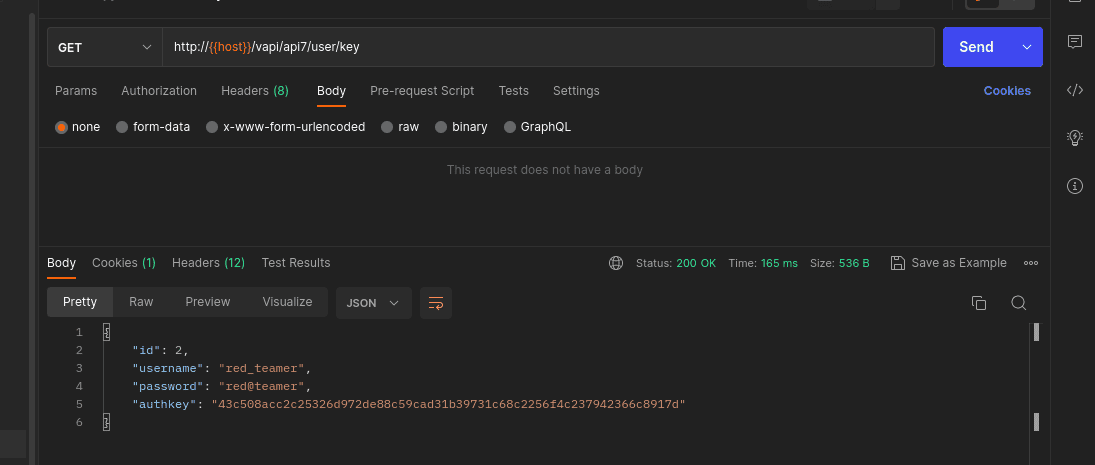 GET http://{{host}}/vapi/api7/user/key Send
Params Authorization Headers (8) Body Pre-request Script Tests Settings Cookies
none form-data x-www-form-urlencoded raw binary GraphQL
This request does not have a body
Body Cookies (1) Headers (12) Test Results Status: 200 OK Time: 165 ms Size: 536 B Save as Example
Pretty Raw Preview Visualize JSON
1 {
2 "id": 2,
3 "username": "red_teamer",
4 "password": "red@teamer",
5 "authkey": "43c508acc2c25326d972de88c59cad31b39731c68c2256f4c237942366c8917d"
6 }